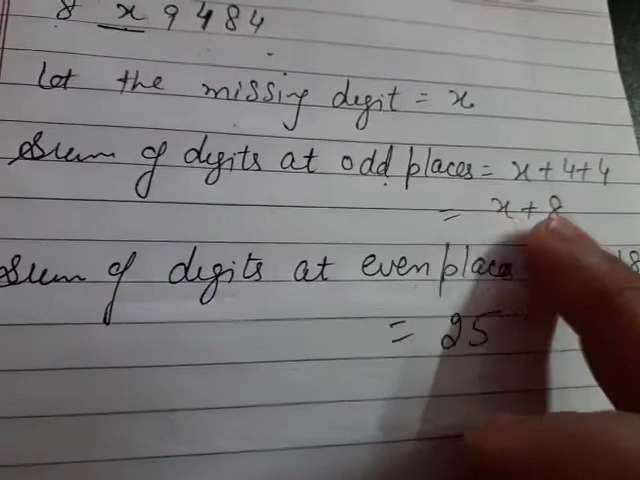 8 x 9 4 8 4
Let the missing digit = x
Sum of digits at odd places = x + 4 + 4
= x + 8
Sum of digits at even places 8
= 25